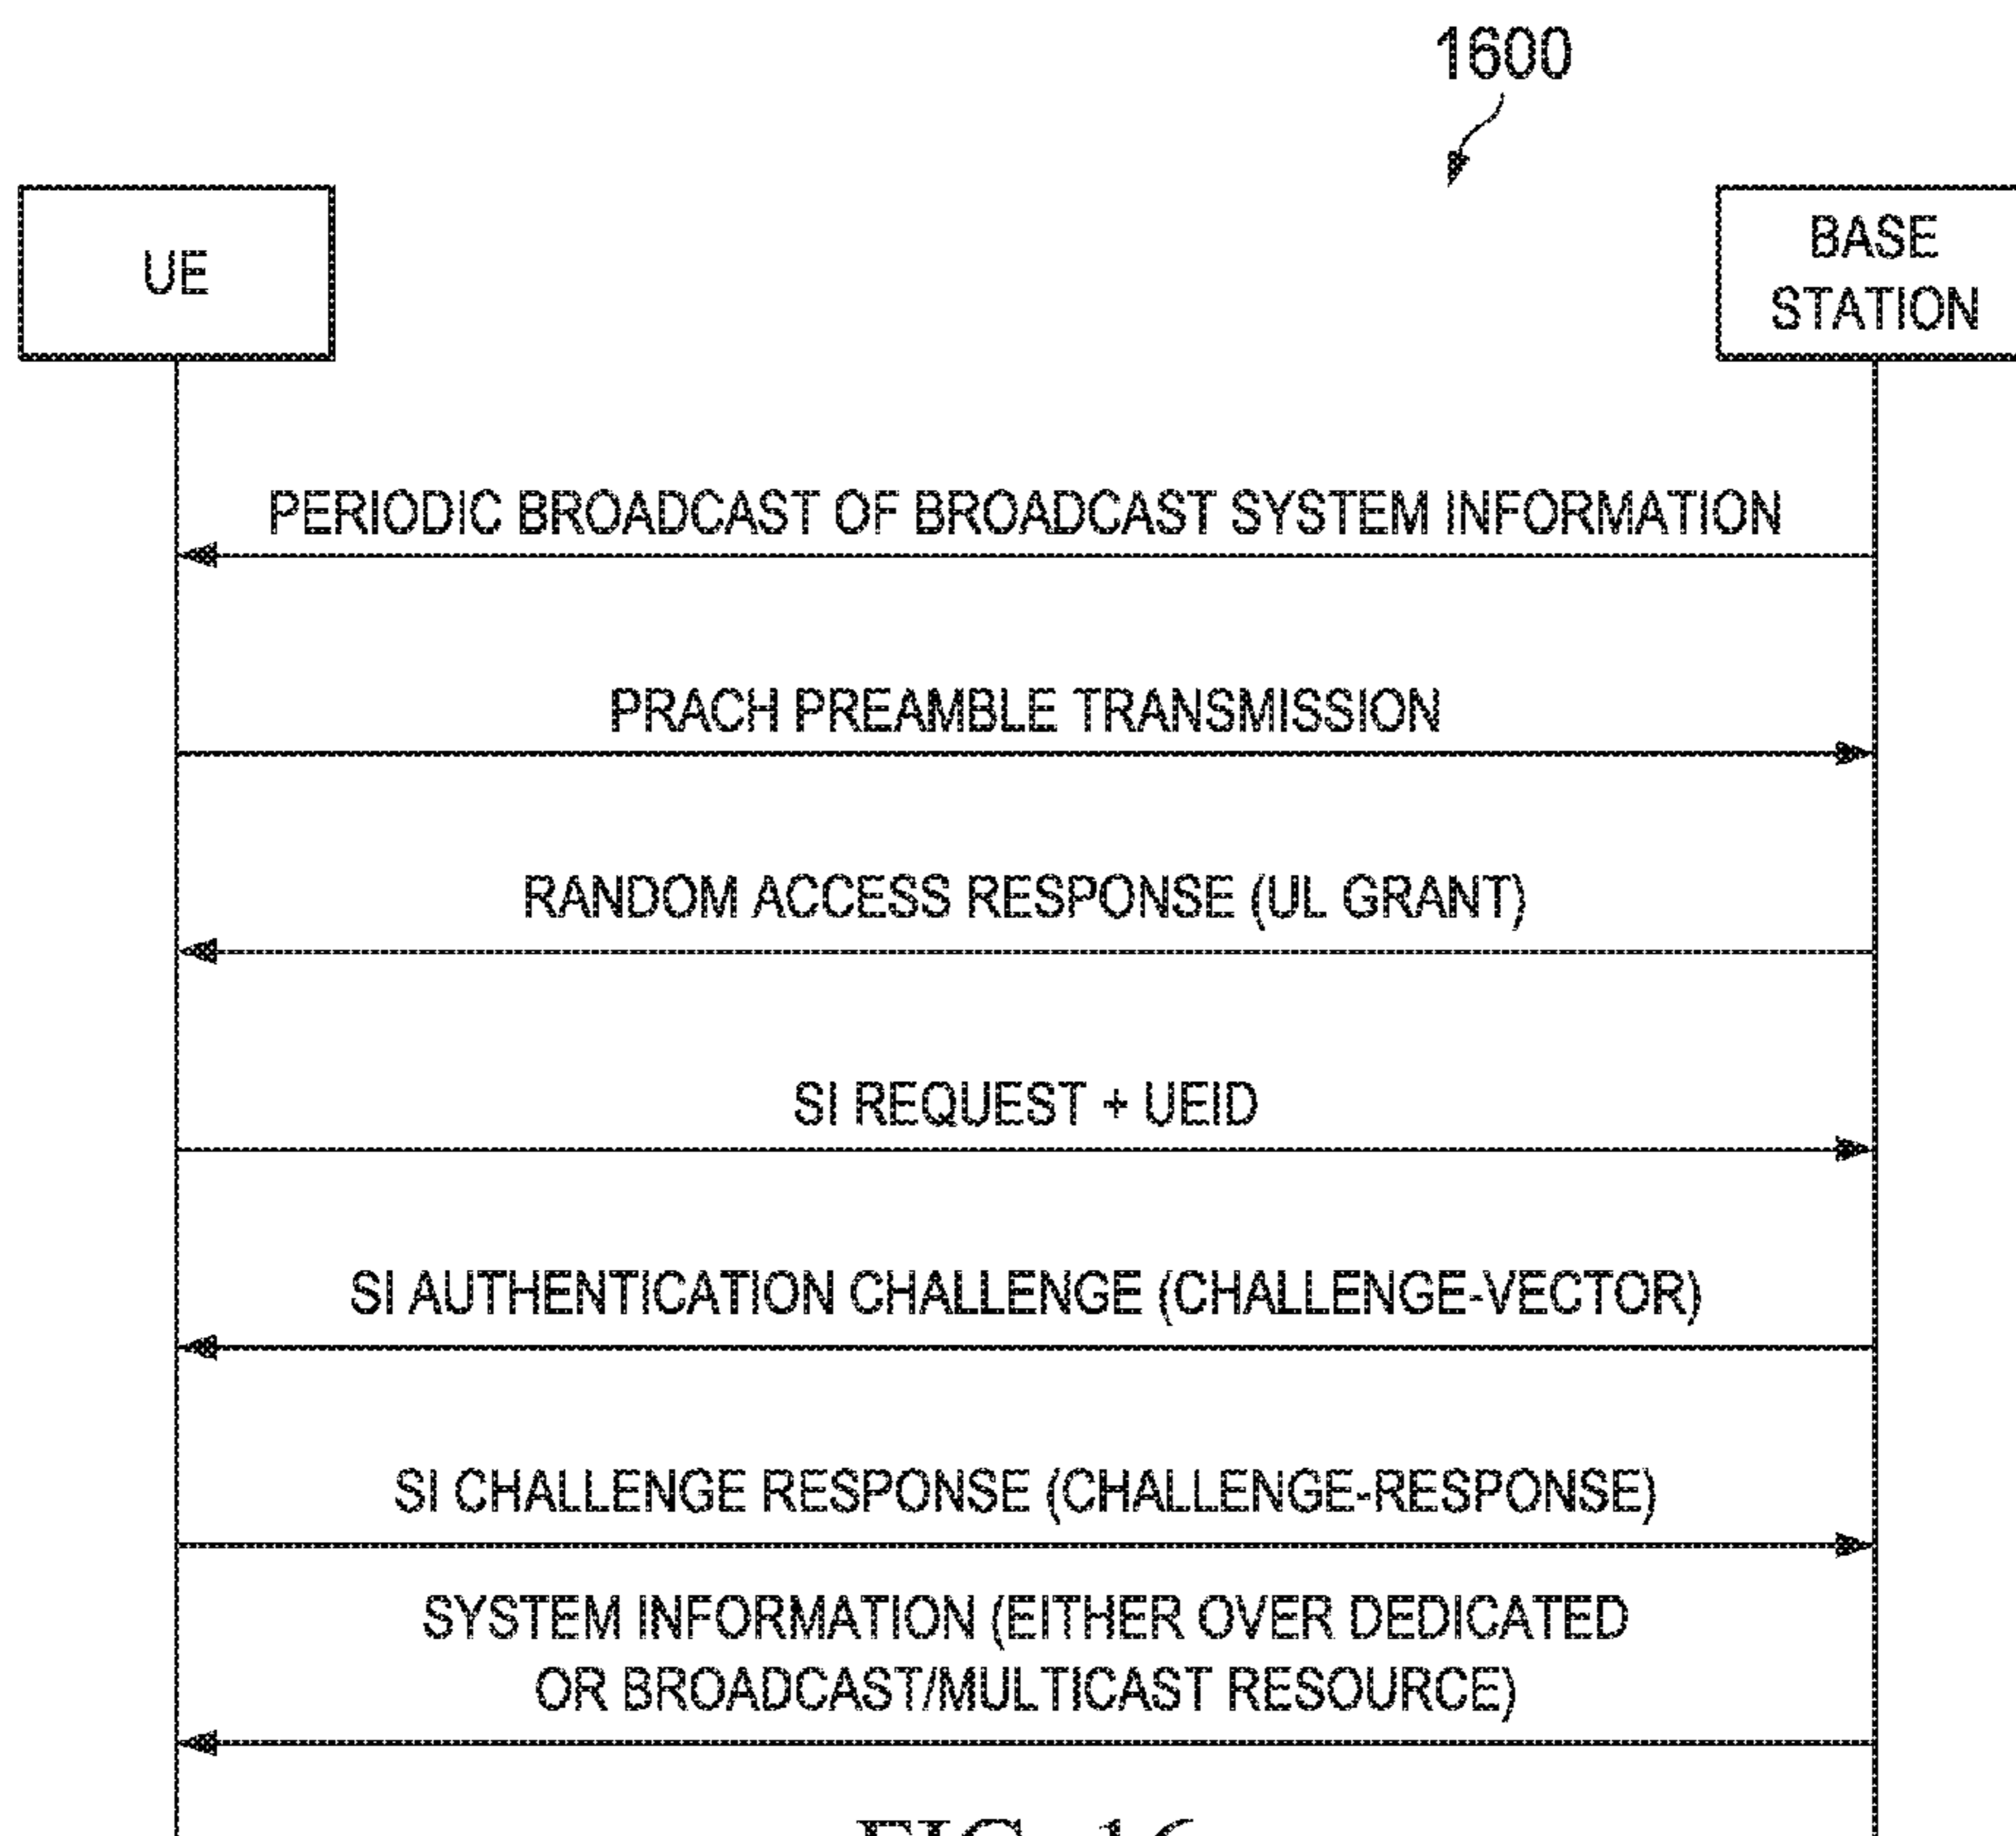 1600
UE
BASE
STATION
PERIODIC BROADCAST OF BROADCAST SYSTEM INFORMATION
PRACH PREAMBLE TRANSMISSION
RANDOM ACCESS RESPONSE (UL GRANT)
SI REQUEST + UEID
SI AUTHENTICATION CHALLENGE (CHALLENGE-VECTOR)
SI CHALLENGE RESPONSE (CHALLENGE-RESPONSE)
SYSTEM INFORMATION (EITHER OVER DEDICATED
OR BROADCAST/MULTICAST RESOURCE)
FIG. 16